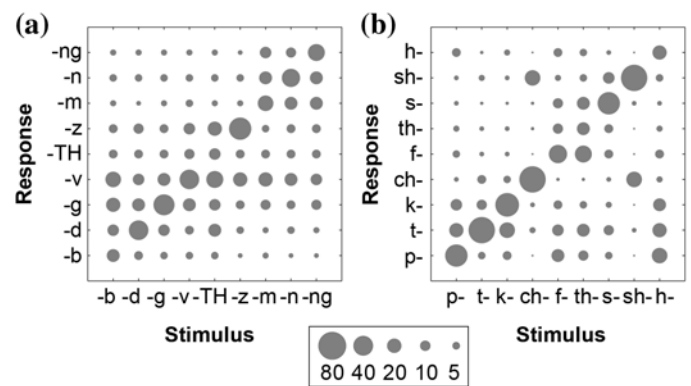 (a)
Response
-ng
-n
-m
-z
-TH
-v
-g
-d
-b
-b -d -g -v -TH -z -m -n -ng
Stimulus
(b)
Response
h-
sh-
s-
th-
f-
ch-
k-
t-
p-
p- t- k- ch- f- th- s- sh- h-
Stimulus
80 40 20 10 5